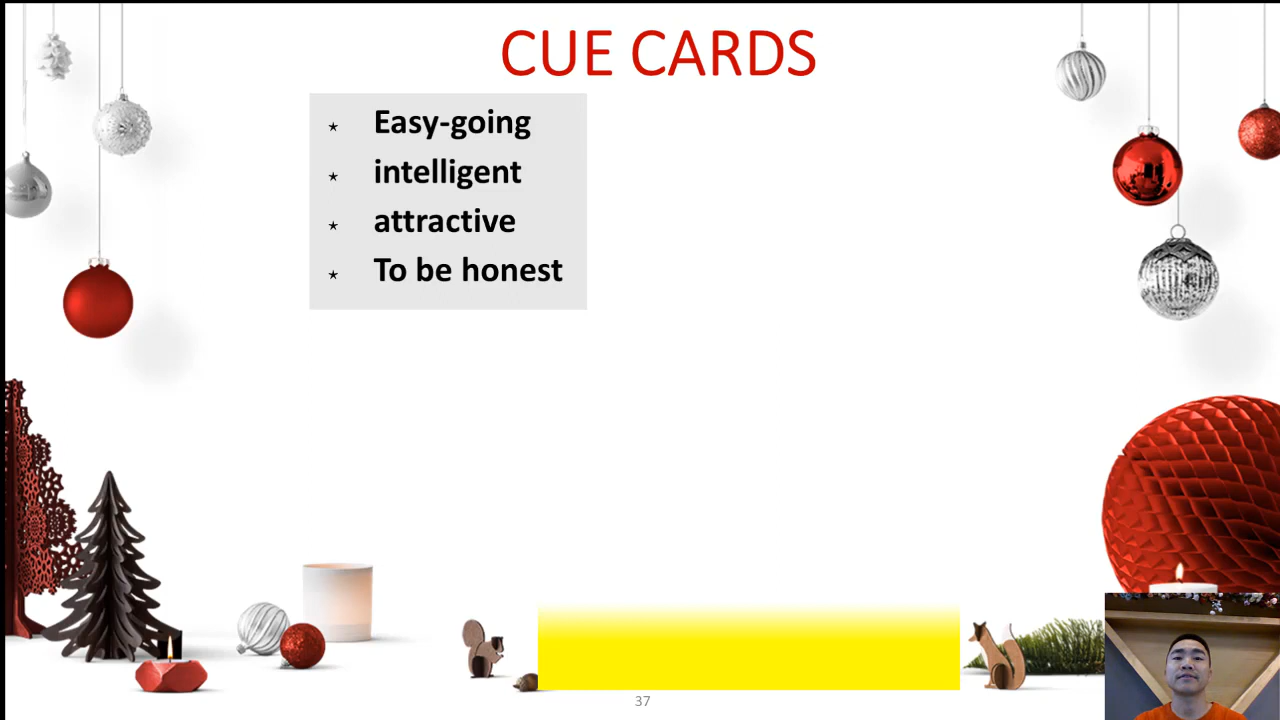 CUE CARDS
⋆ Easy-going
⋆ intelligent
⋆ attractive
⋆ To be honest
37